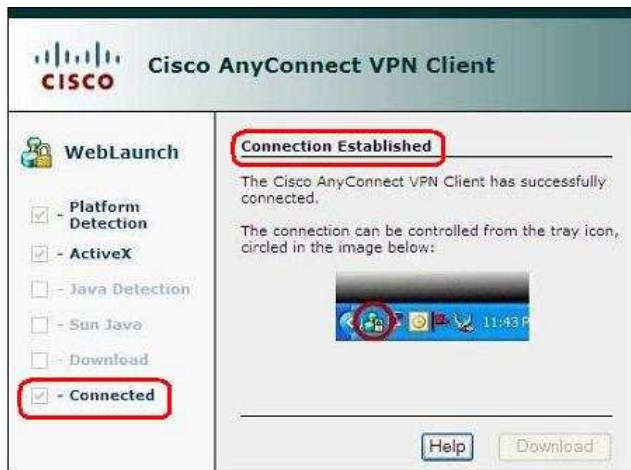 CISCO
Cisco AnyConnect VPN Client
WebLaunch
- Platform
Detection
- ActiveX
- Java Detection
- Sun Java
- Download
- Connected
Connection Established
The Cisco AnyConnect VPN Client has successfully
connected.
The connection can be controlled from the tray icon,
circled in the image below:
11:43 P
Help
Download